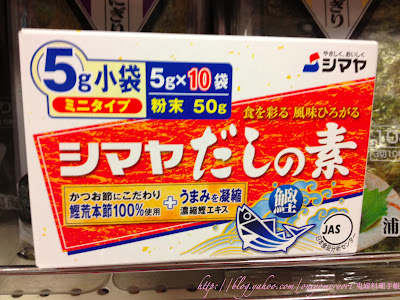 やさしく、おいしく
シマヤ
5g小袋
ミニタイプ
5g×10袋
粉末 50g
食を彩る 風味ひろがる
シマヤだしの素
かつお節にこだわり
鰹荒本節100%使用
+
うまみを凝縮
濃縮鰹エキス
鰹
JAS
浦